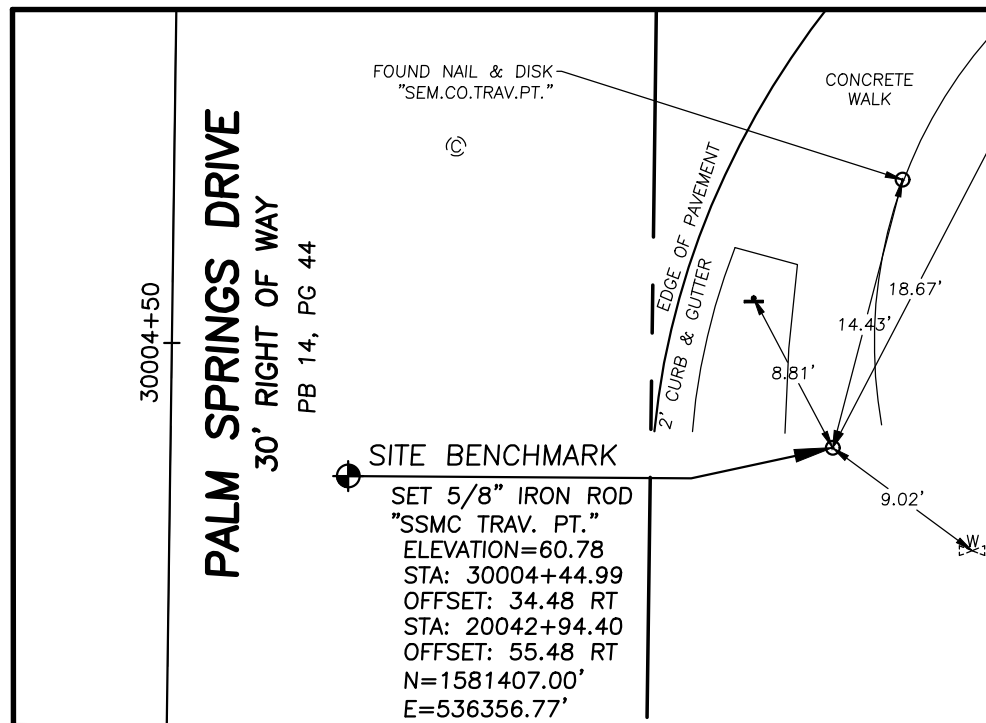 FOUND NAIL & DISK
"SEM.CO.TRAV.PT."
CONCRETE
WALK
(C)
EDGE OF PAVEMENT
2' CURB & GUTTER
PALM SPRINGS DRIVE
30' RIGHT OF WAY
PB 14, PG 44
30004+50
18.67'
14.43'
8.81'
9.02'
W
SITE BENCHMARK
SET 5/8" IRON ROD
"SSMC TRAV. PT."
ELEVATION=60.78
STA: 30004+44.99
OFFSET: 34.48 RT
STA: 20042+94.40
OFFSET: 55.48 RT
N=1581407.00'
E=536356.77'